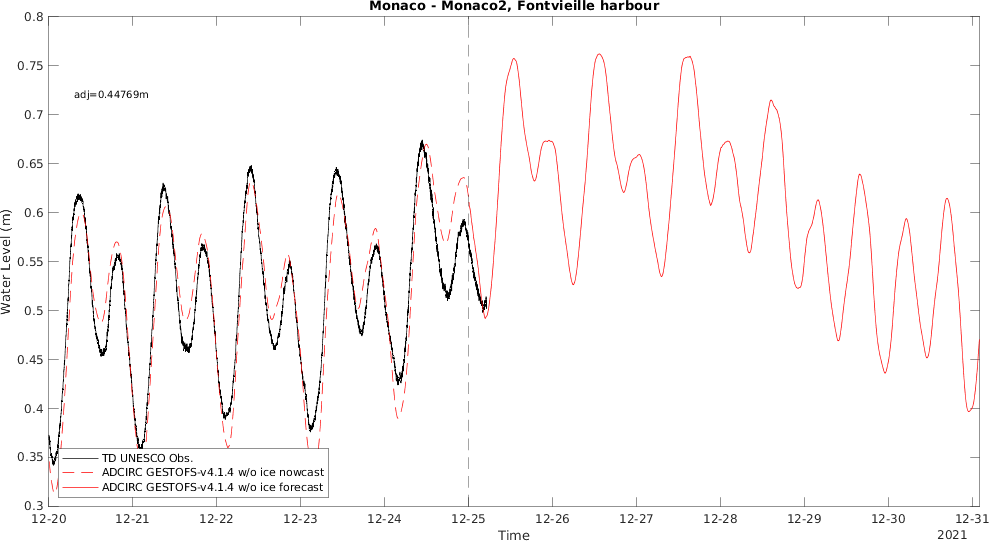 Monaco - Monaco2, Fontvieille harbour
0.8
0.75
0.7
0.65
0.6
0.55
0.5
0.45
0.4
0.35
0.3
Water Level (m)
adj=0.44769m
TD UNESCO Obs.
ADCIRC GESTOFS-v4.1.4 w/o ice nowcast
ADCIRC GESTOFS-v4.1.4 w/o ice forecast
12-20 12-21 12-22 12-23 12-24 12-25 12-26 12-27 12-28 12-29 12-30 12-31
Time
2021